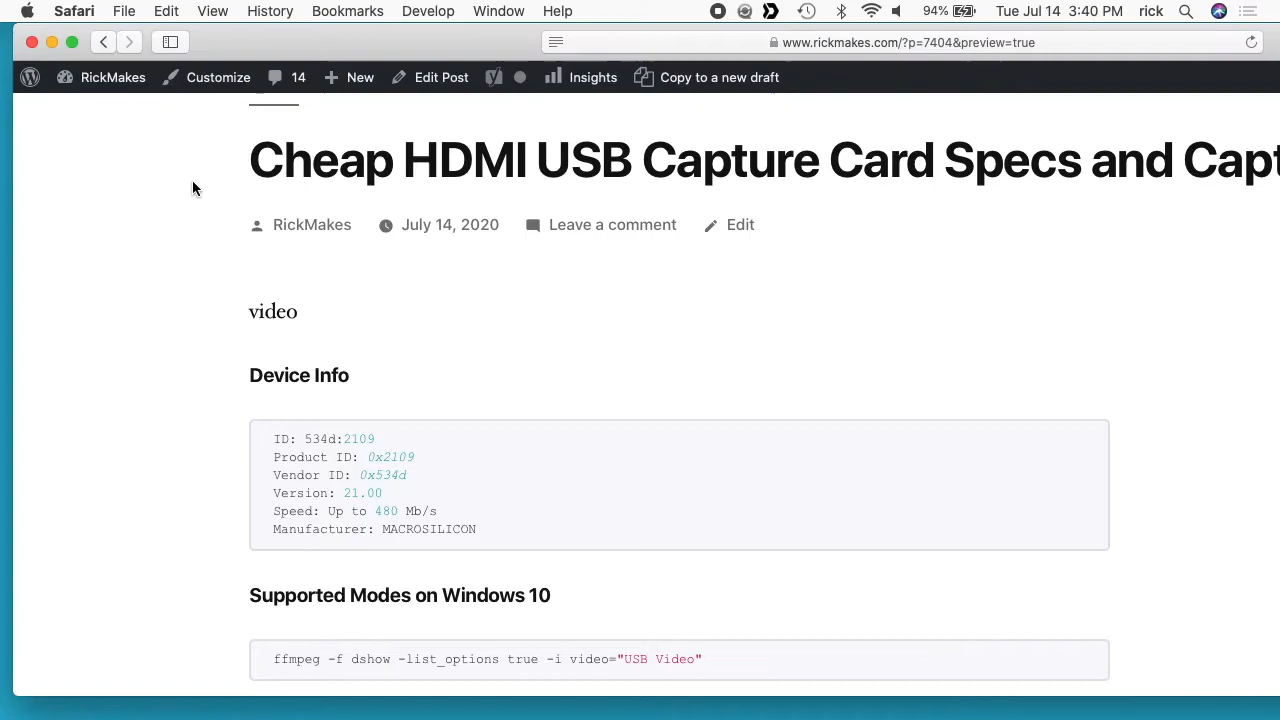 Safari File Edit View History Bookmarks Develop Window Help 94% Tue Jul 14 3:40 PM rick
www.rickmakes.com/?p=7404&preview=true
RickMakes Customize 14 New Edit Post Insights Copy to a new draft
Cheap HDMI USB Capture Card Specs and Capt
RickMakes July 14, 2020 Leave a comment Edit
video
Device Info
ID: 534d:2109
Product ID: 0x2109
Vendor ID: 0x534d
Version: 21.00
Speed: Up to 480 Mb/s
Manufacturer: MACROSILICON
Supported Modes on Windows 10
ffmpeg -f dshow -list_options true -i video="USB Video"